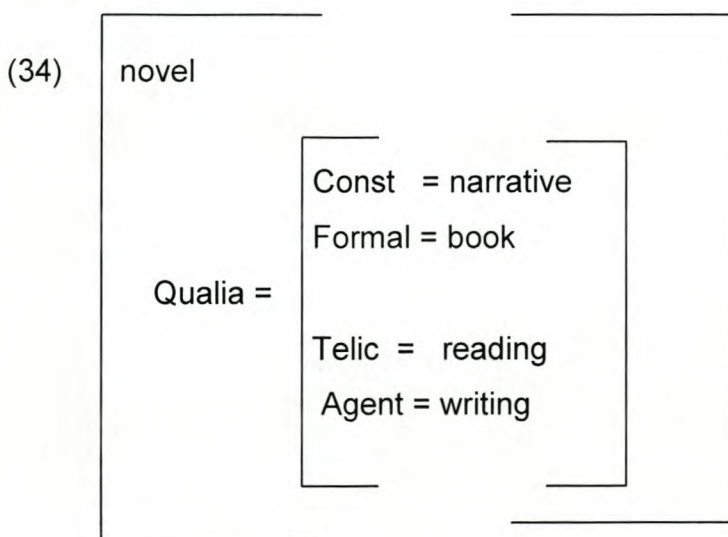 (34) novel
Const = narrative
Formal = book
Qualia =
Telic = reading
Agent = writing